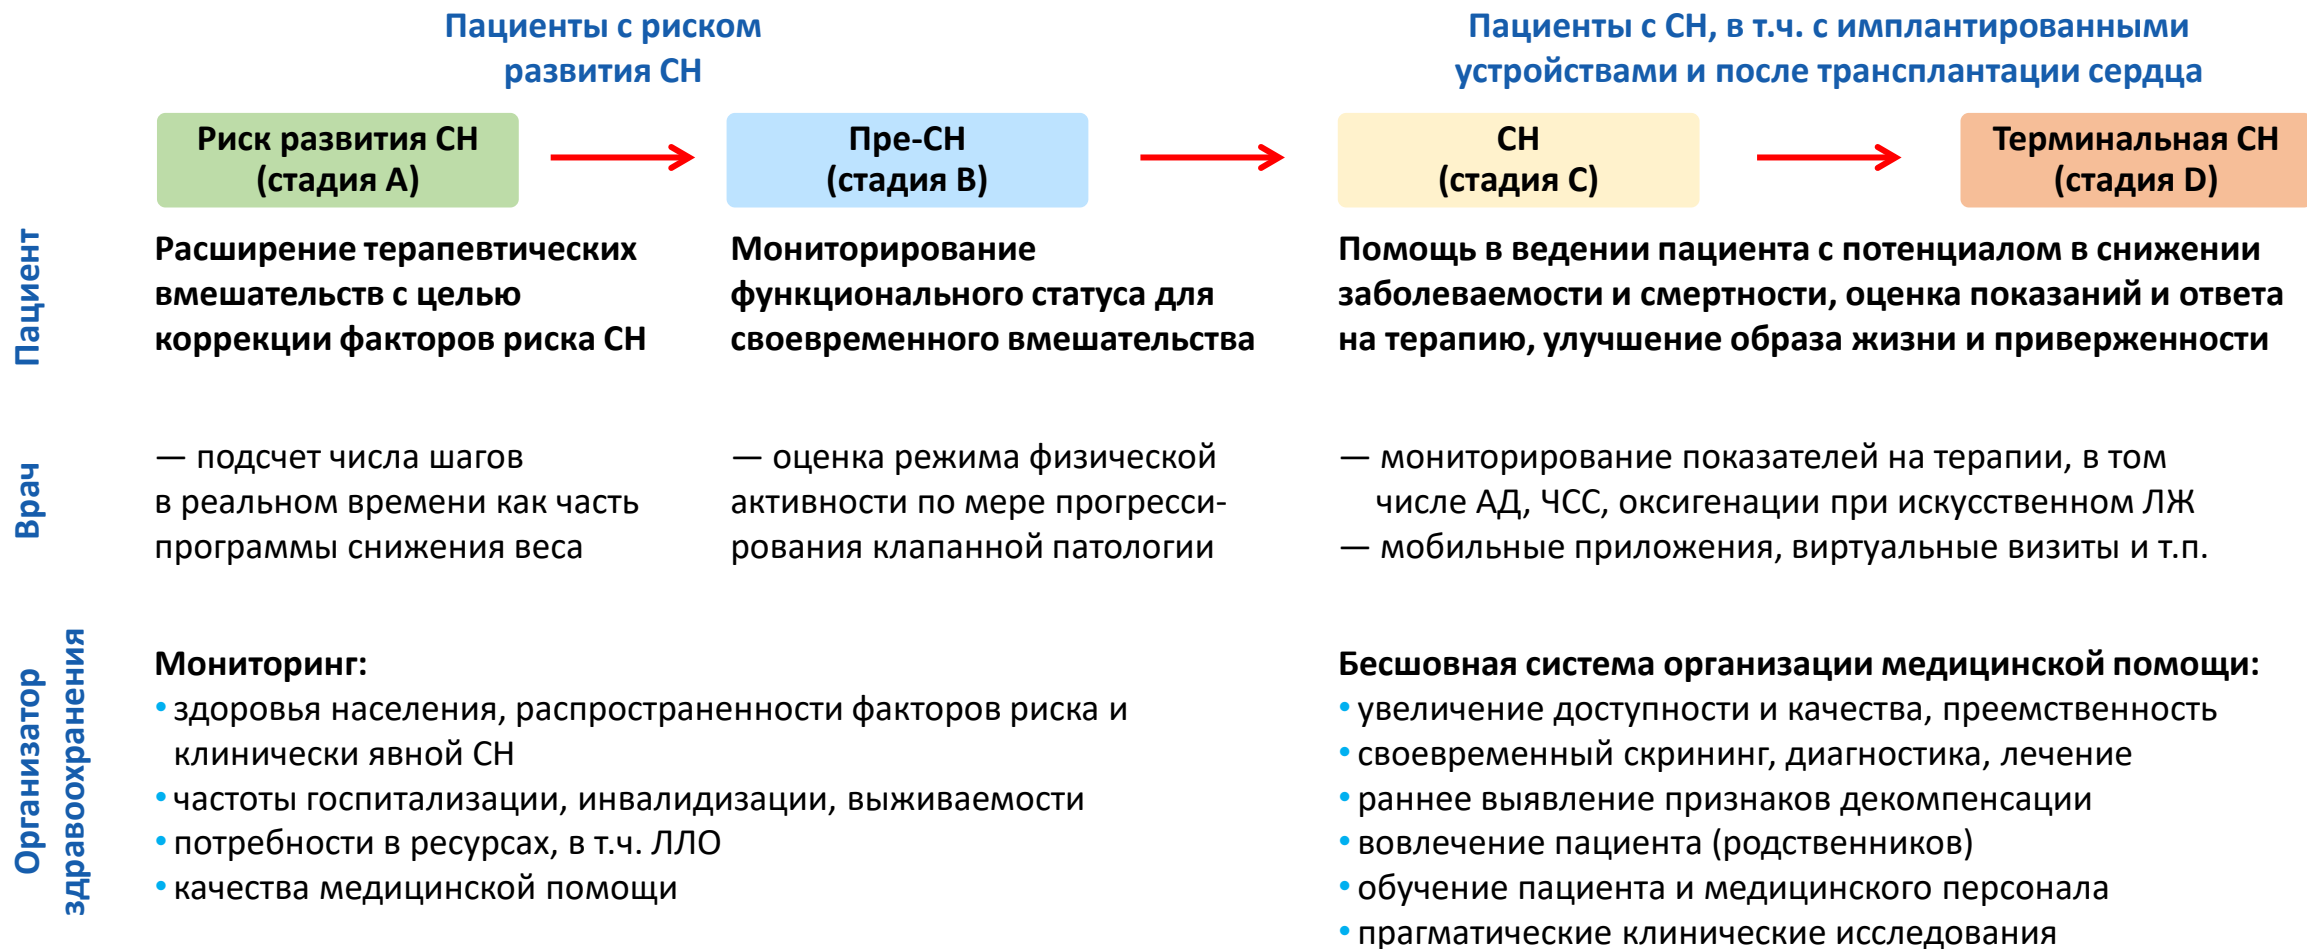 Пациенты с риском
развития СН
Пациенты с СН, в т.ч. с имплантированными
устройствами и после трансплантации сердца
Риск развития СН
(стадия A)
Пре-СН
(стадия B)
СН
(стадия C)
Терминальная СН
(стадия D)
Пациент
Расширение терапевтических
вмешательств с целью
коррекции факторов риска СН
Мониторирование
функционального статуса для
своевременного вмешательства
Помощь в ведении пациента с потенциалом в снижении
заболеваемости и смертности, оценка показаний и ответа
на терапию, улучшение образа жизни и приверженности
Врач
— подсчет числа шагов
в реальном времени как часть
программы снижения веса
— оценка режима физической
активности по мере прогресси-
рования клапанной патологии
— мониторирование показателей на терапии, в том
числе АД, ЧСС, оксигенации при искусственном ЛЖ
— мобильные приложения, виртуальные визиты и т.п.
Организатор
здравоохранения
Мониторинг:
• здоровья населения, распространенности факторов риска и
клинически явной СН
• частоты госпитализации, инвалидизации, выживаемости
• потребности в ресурсах, в т.ч. ЛЛО
• качества медицинской помощи
Бесшовная система организации медицинской помощи:
• увеличение доступности и качества, преемственность
• своевременный скрининг, диагностика, лечение
• раннее выявление признаков декомпенсации
• вовлечение пациента (родственников)
• обучение пациента и медицинского персонала
• прагматические клинические исследования